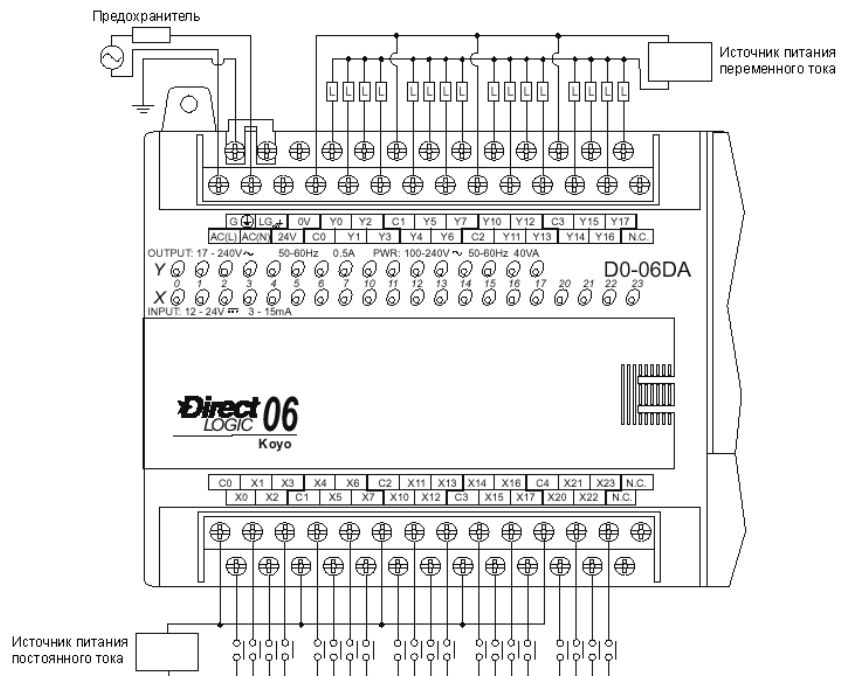 Предохранитель
Источник питания
переменного тока
L L L L L L L L L L L L L L L L
G LG 0V Y0 Y2 C1 Y5 Y7 Y10 Y12 C3 Y15 Y17
AC(L) AC(N) 24V C0 Y1 Y3 Y4 Y6 C2 Y11 Y13 Y14 Y16 N.C.
OUTPUT: 17 - 240V~ 50-60Hz 0.5A PWR: 100-240V ~ 50-60Hz 40VA
Y
D0-06DA
0 1 2 3 4 5 6 7 10 11 12 13 14 15 16 17 20 21 22 23
X
INPUT: 12 - 24V ⎓ 3 - 15mA
Direct
LOGIC 06
Koyo
C0 X1 X3 X4 X6 C2 X11 X13 X14 X16 C4 X21 X23 N.C.
X0 X2 C1 X5 X7 X10 X12 C3 X15 X17 X20 X22 N.C.
Источник питания
постоянного тока